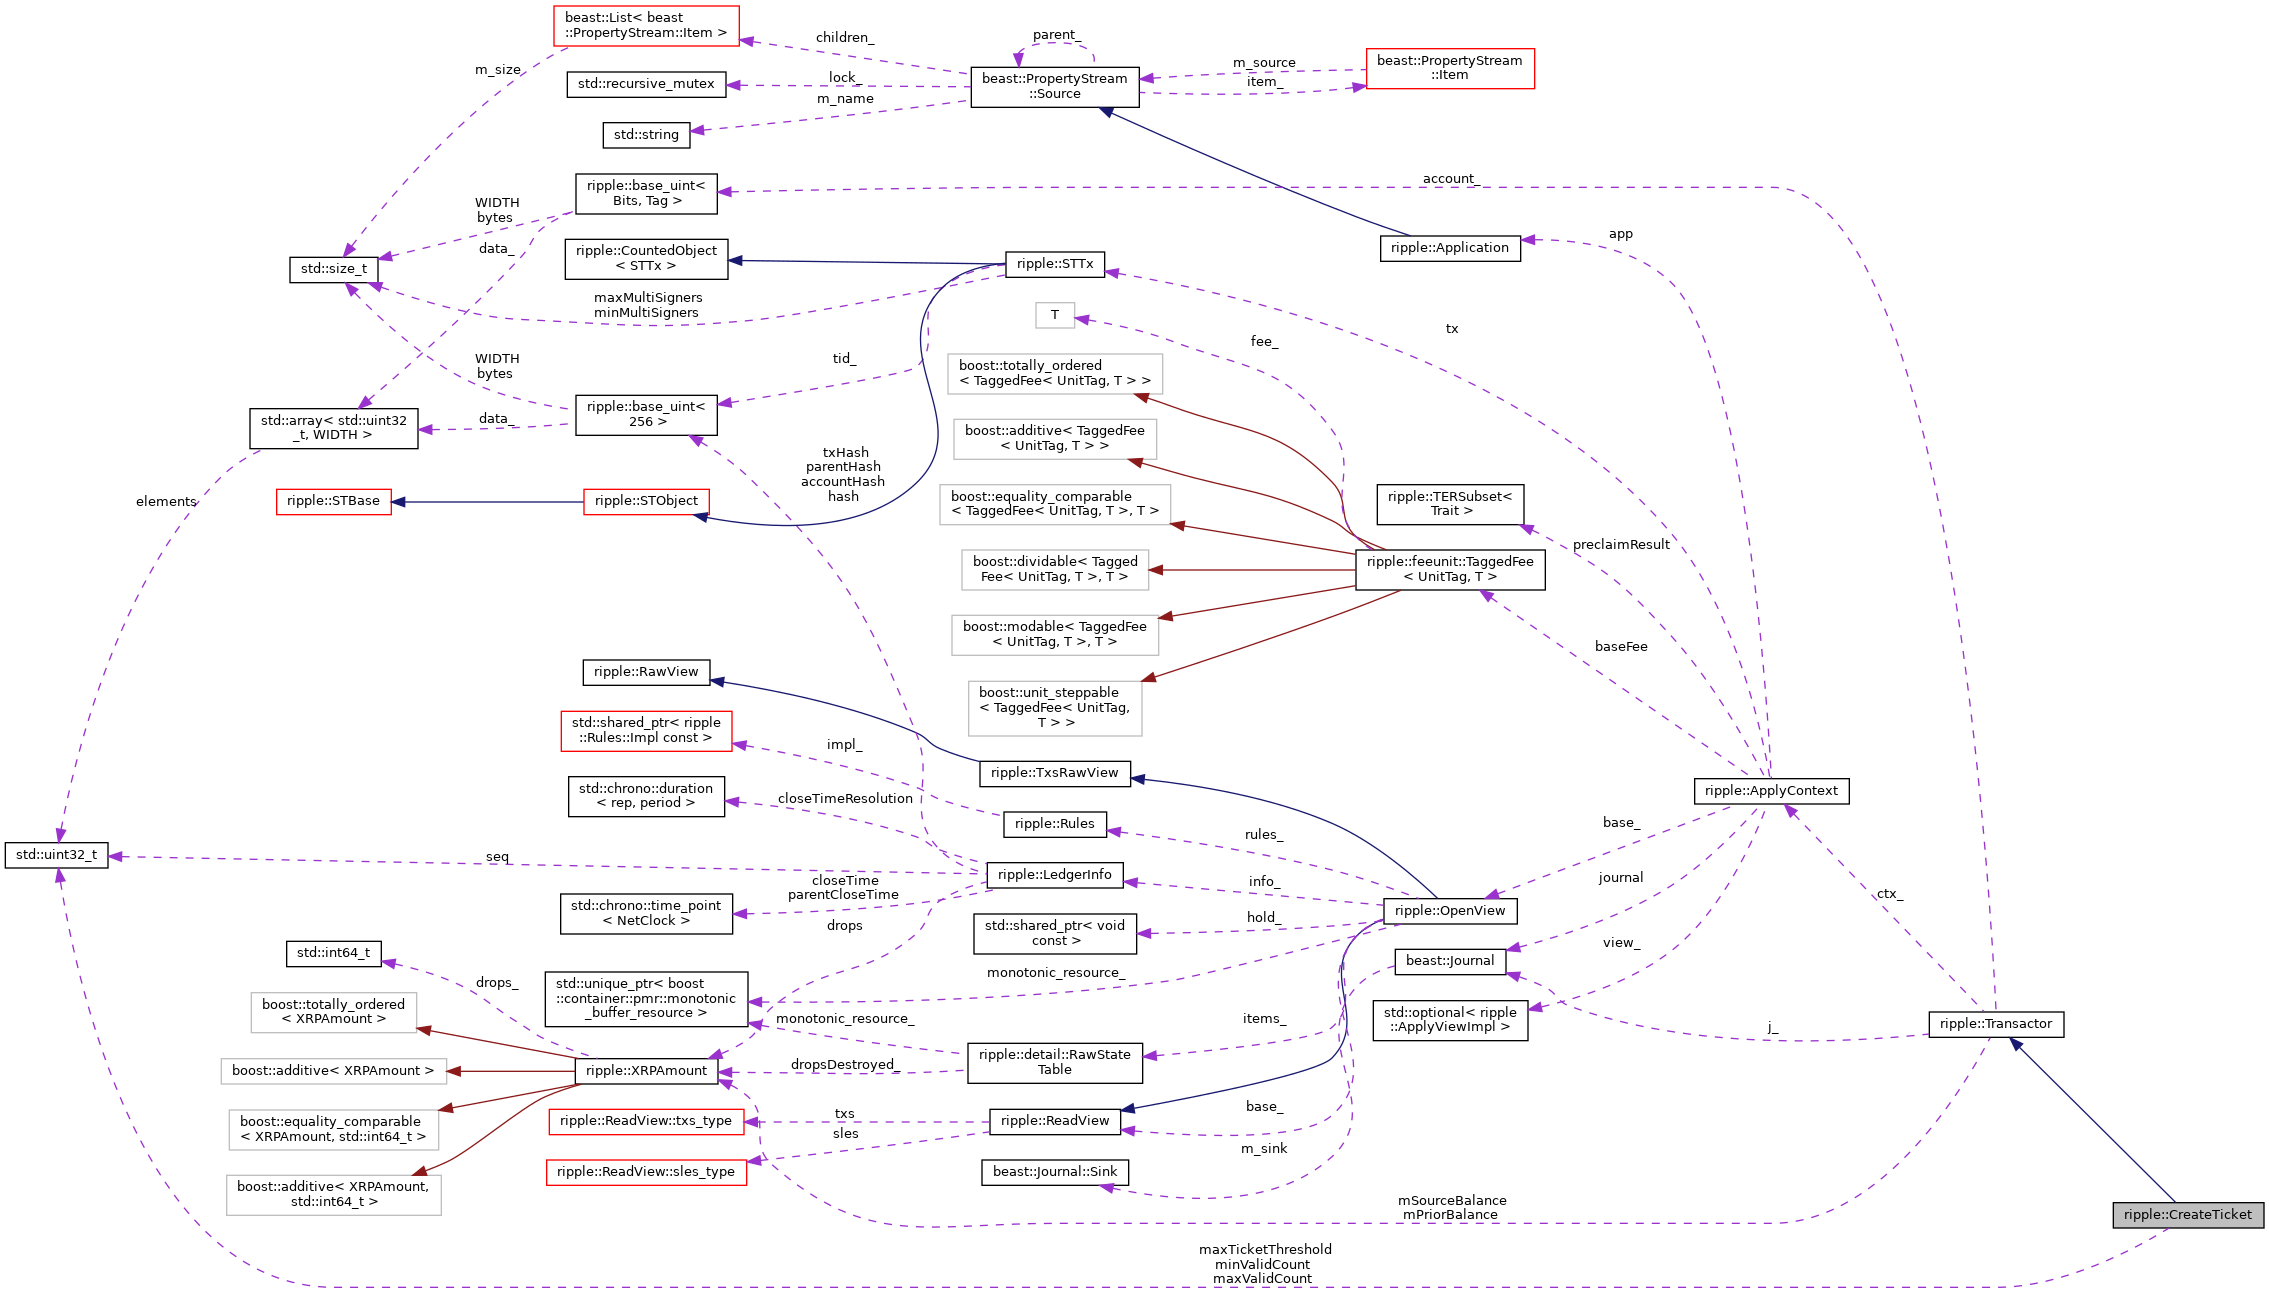 beast::List< beast
::PropertyStream::Item >
children_
parent_
m_size
std::recursive_mutex
lock_
beast::PropertyStream
::Source
m_source
item_
beast::PropertyStream
::Item
m_name
std::string
ripple::base_uint<
Bits, Tag >
account_
WIDTH
bytes
data_
ripple::CountedObject
< STTx >
std::size_t
ripple::STTx
ripple::Application
app
maxMultiSigners
minMultiSigners
T
fee_
tx
WIDTH
bytes
tid_
boost::totally_ordered
< TaggedFee< UnitTag, T > >
std::array< std::uint32
_t, WIDTH >
data_
ripple::base_uint<
256 >
boost::additive< TaggedFee
< UnitTag, T > >
txHash
parentHash
accountHash
hash
elements
ripple::STBase
ripple::STObject
boost::equality_comparable
< TaggedFee< UnitTag, T >, T >
ripple::TERSubset<
Trait >
preclaimResult
boost::dividable< Tagged
Fee< UnitTag, T >, T >
ripple::feeunit::TaggedFee
< UnitTag, T >
boost::modable< TaggedFee
< UnitTag, T >, T >
baseFee
ripple::RawView
boost::unit_steppable
< TaggedFee< UnitTag,
T > >
std::shared_ptr< ripple
::Rules::Impl const >
impl_
ripple::TxsRawView
std::chrono::duration
< rep, period >
closeTimeResolution
ripple::ApplyContext
ripple::Rules
rules_
base_
std::uint32_t
seq
ripple::LedgerInfo
info_
journal
closeTime
parentCloseTime
ctx_
std::chrono::time_point
< NetClock >
drops
std::shared_ptr< void
const >
hold_
ripple::OpenView
view_
std::int64_t
drops_
beast::Journal
monotonic_resource_
std::unique_ptr< boost
::container::pmr::monotonic
_buffer_resource >
boost::totally_ordered
< XRPAmount >
monotonic_resource_
items_
std::optional< ripple
::ApplyViewImpl >
j_
ripple::Transactor
boost::additive< XRPAmount >
ripple::XRPAmount
dropsDestroyed_
ripple::detail::RawState
Table
boost::equality_comparable
< XRPAmount, std::int64_t >
ripple::ReadView::txs_type
txs
sles
ripple::ReadView
base_
m_sink
boost::additive< XRPAmount,
std::int64_t >
ripple::ReadView::sles_type
beast::Journal::Sink
mSourceBalance
mPriorBalance
ripple::CreateTicket
maxTicketThreshold
minValidCount
maxValidCount